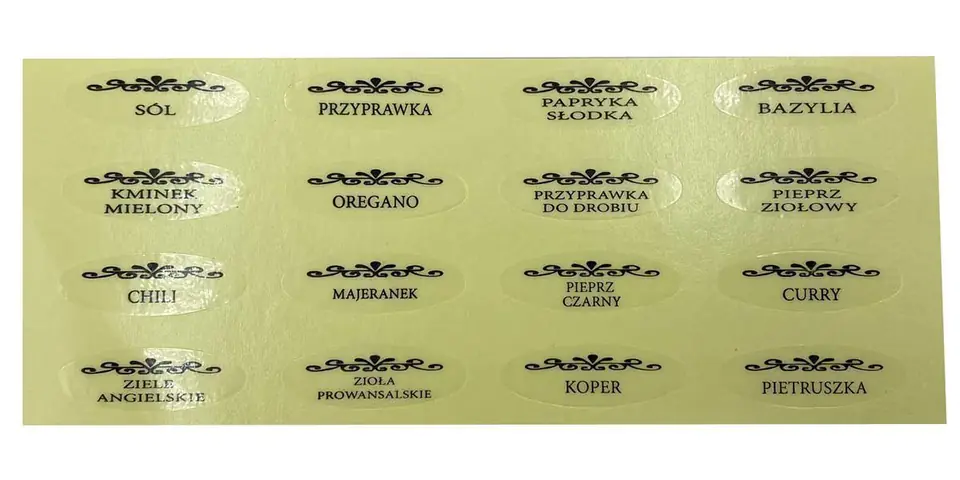 SÓL
PRZYPRAWKA
PAPRYKA
SŁODKA
BAZYLIA
KMINEK
MIELONY
OREGANO
PRZYPRAWKA
DO DROBIU
PIEPRZ
ZIOŁOWY
CHILI
MAJERANEK
PIEPRZ
CZARNY
CURRY
ZIELE
ANGIELSKIE
ZIOŁA
PROWANSALSKIE
KOPER
PIETRUSZKA